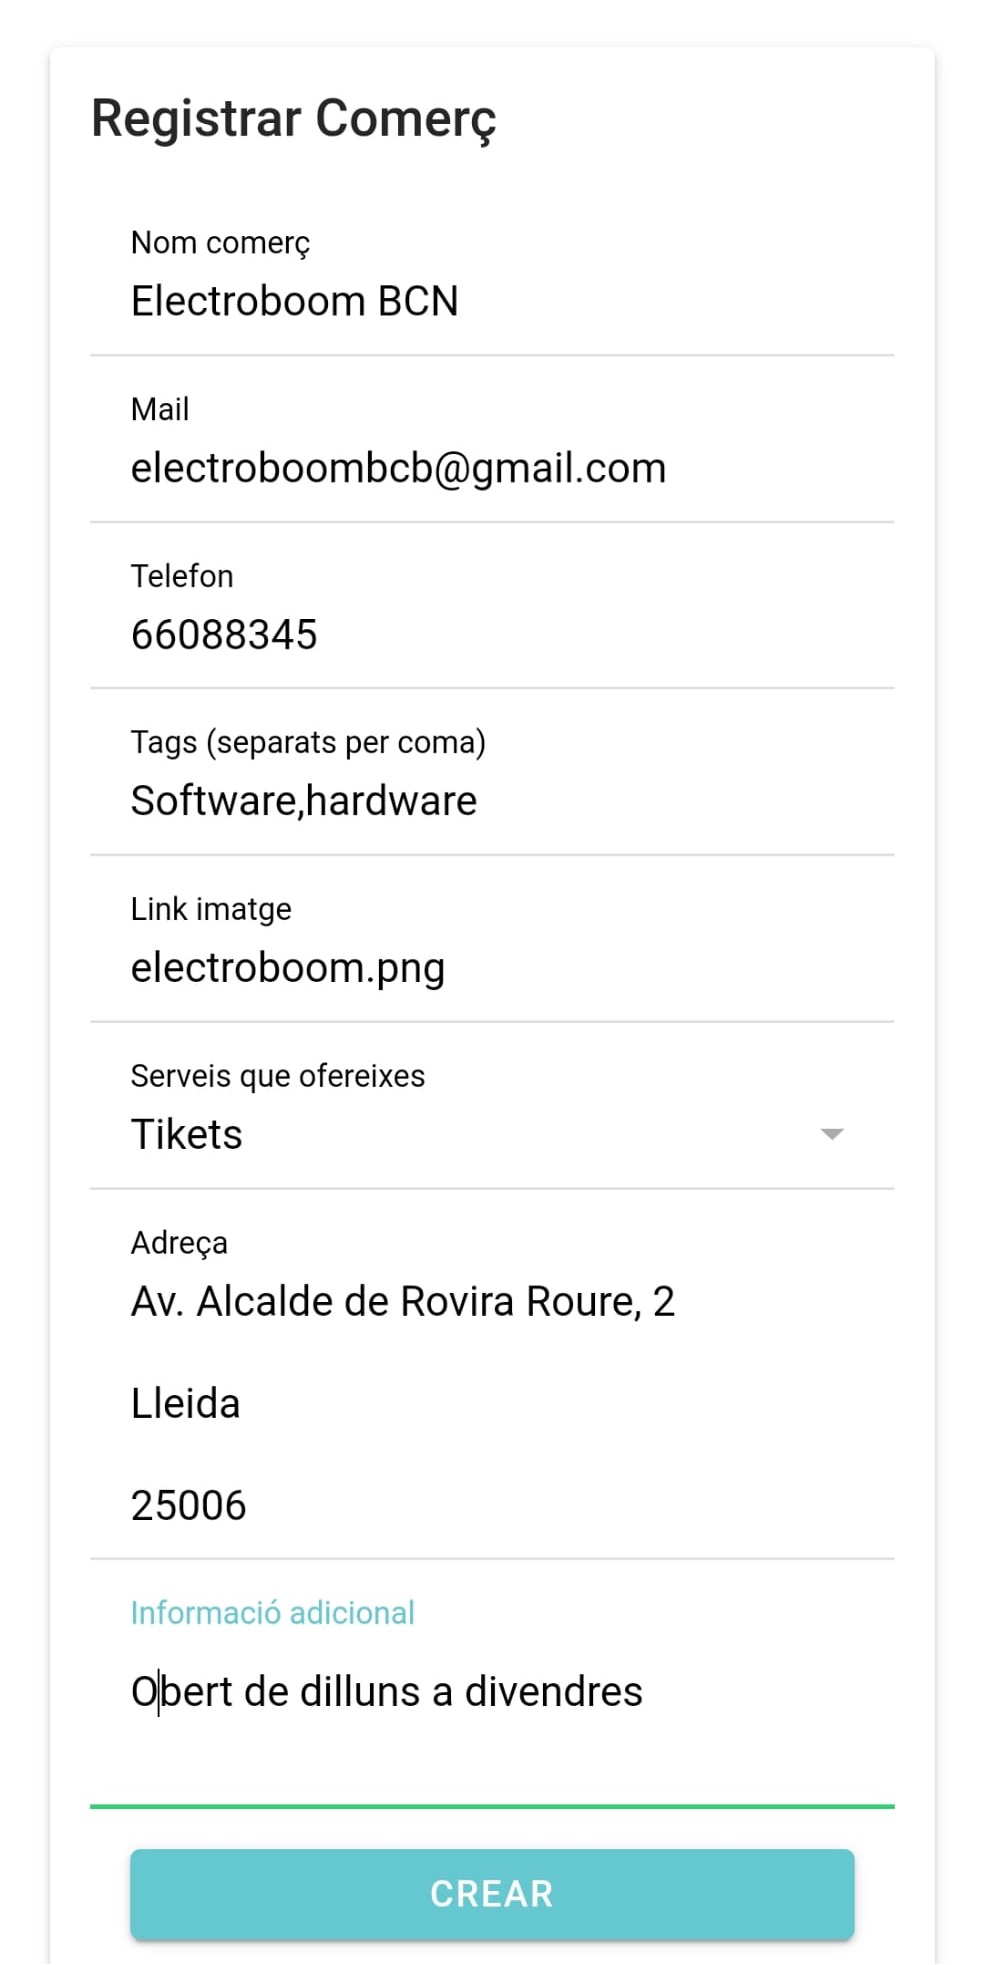 Registrar Comerç
Nom comerç
Electroboom BCN
Mail
electroboombcb@gmail.com
Telefon
66088345
Tags (separats per coma)
Software,hardware
Link imatge
electroboom.png
Serveis que ofereixes
Tikets
Adreça
Av. Alcalde de Rovira Roure, 2
Lleida
25006
Informació adicional
Obert de dilluns a divendres
CREAR